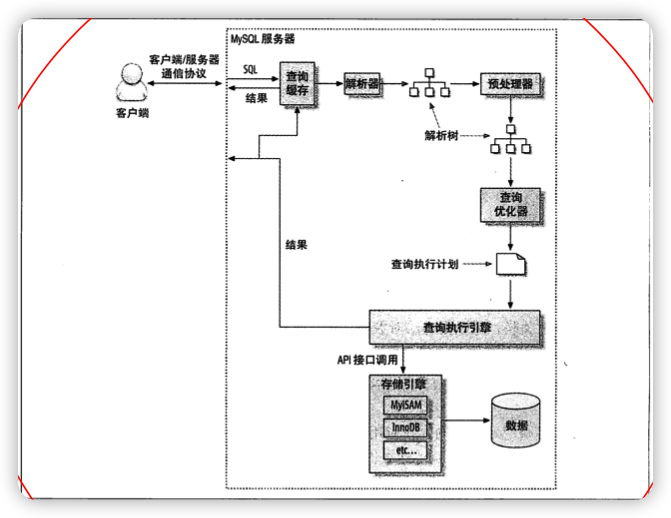 MySQL 服务器
客户端/服务器
通信协议
客户端
SQL
结果
查询
缓存
解析器
预处理器
解析树
查询
优化器
结果
查询执行计划
查询执行引擎
API 接口调用
存储引擎
MyISAM
InnoDB
etc...
数据